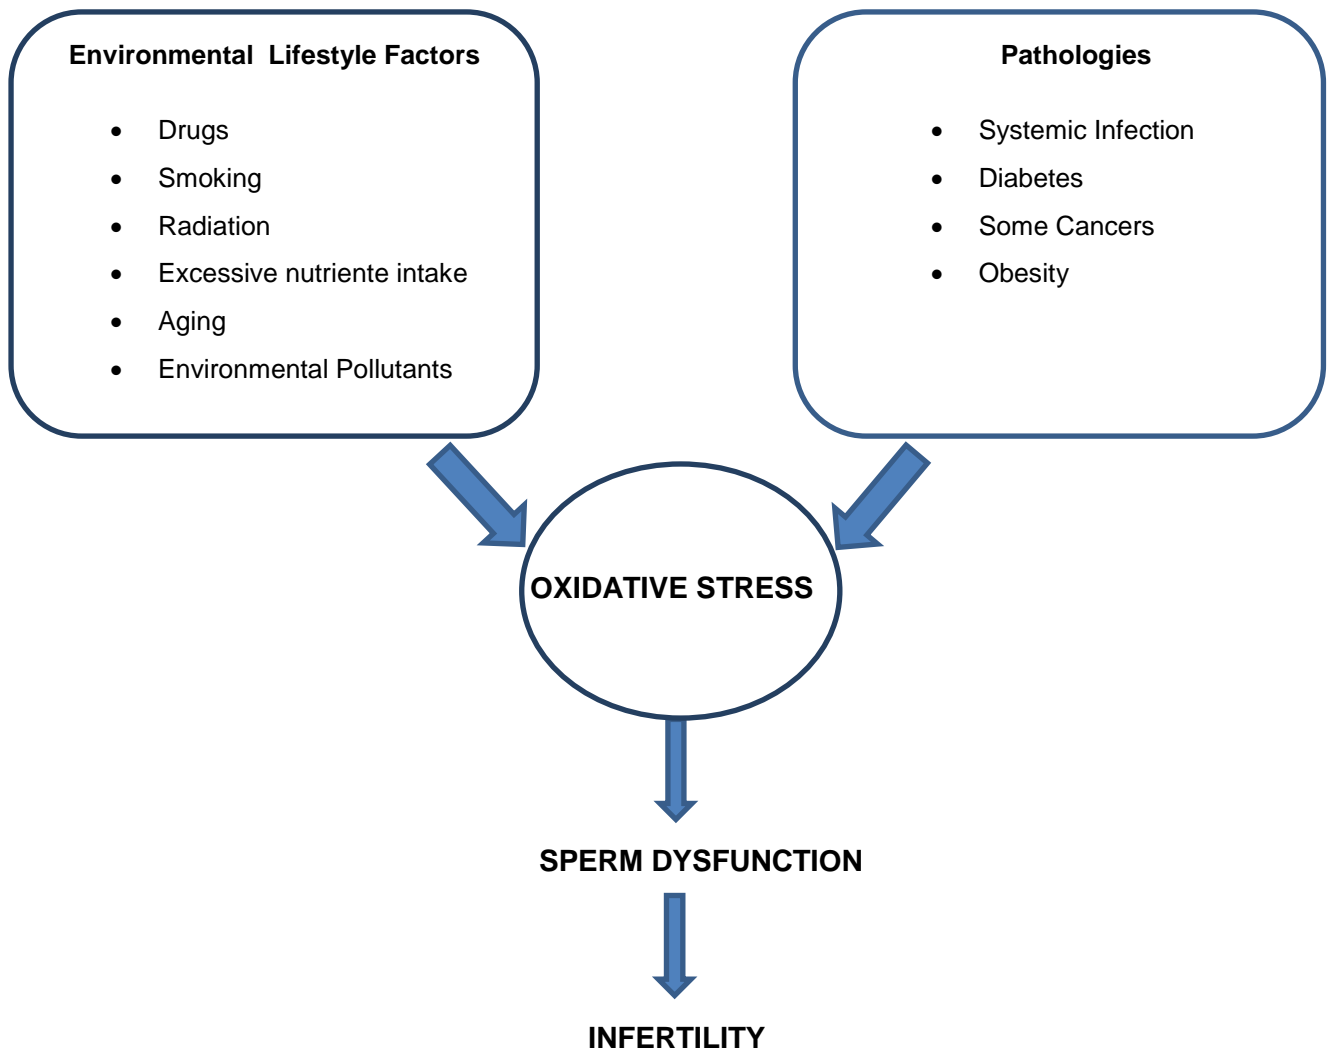 Environmental  Lifestyle Factors
• Drugs
• Smoking
• Radiation
• Excessive nutriente intake
• Aging
• Environmental Pollutants
Pathologies
• Systemic Infection
• Diabetes
• Some Cancers
• Obesity
OXIDATIVE STRESS
SPERM DYSFUNCTION
INFERTILITY